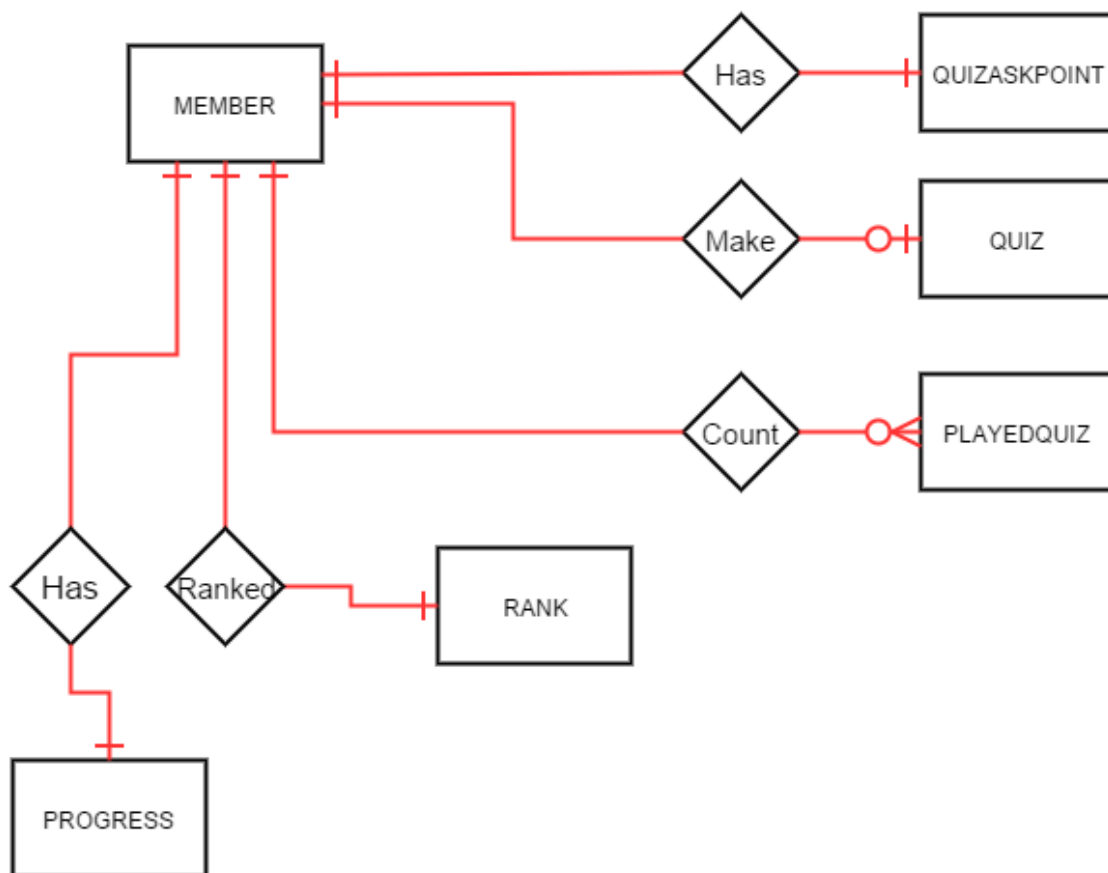 Has
QUIZASKPOINT
MEMBER
Make
QUIZ
Count
PLAYEDQUIZ
Has
Ranked
RANK
PROGRESS